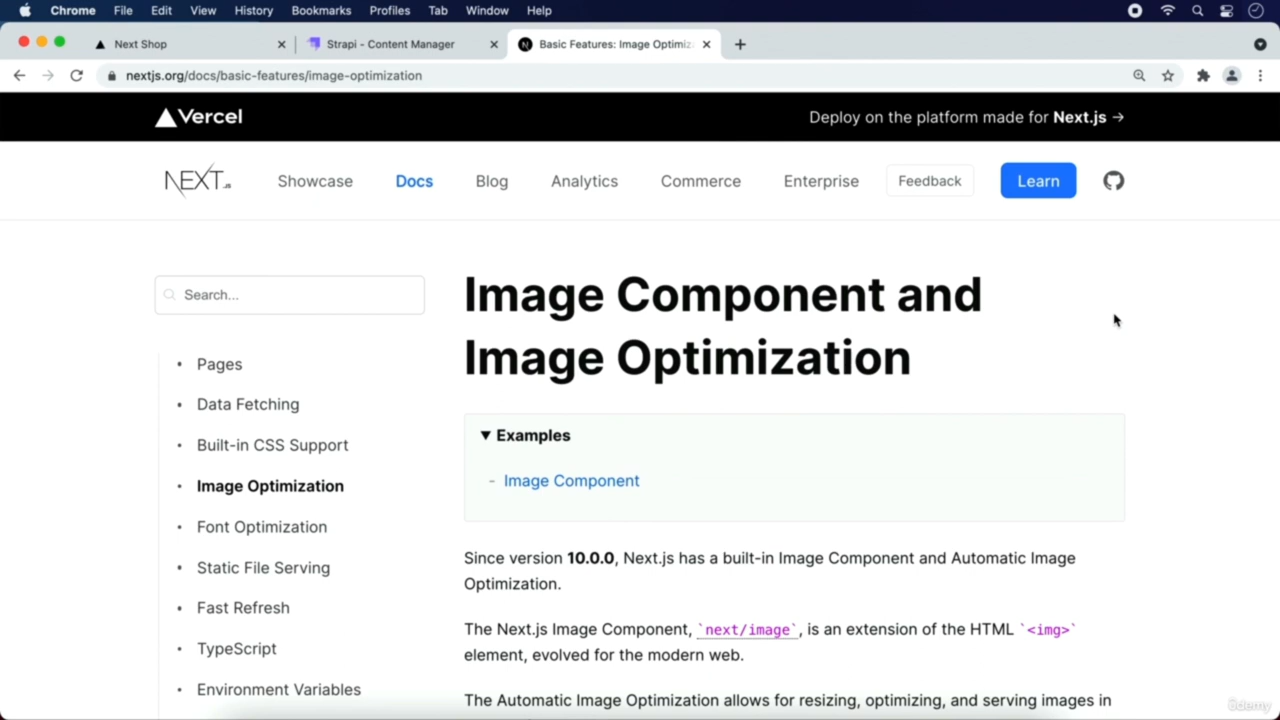 Chrome File Edit View History Bookmarks Profiles Tab Window Help
Next Shop Strapi - Content Manager Basic Features: Image Optimiz
nextjs.org/docs/basic-features/image-optimization
Vercel Deploy on the platform made for Next.js →
NEXT.JS Showcase Docs Blog Analytics Commerce Enterprise Feedback Learn
Search...
Pages
Data Fetching
Built-in CSS Support
Image Optimization
Font Optimization
Static File Serving
Fast Refresh
TypeScript
Environment Variables
Image Component and
Image Optimization
▼ Examples
- Image Component
Since version 10.0.0, Next.js has a built-in Image Component and Automatic Image
Optimization.
The Next.js Image Component, `next/image`, is an extension of the HTML `<img>`
element, evolved for the modern web.
The Automatic Image Optimization allows for resizing, optimizing, and serving images in
udemy